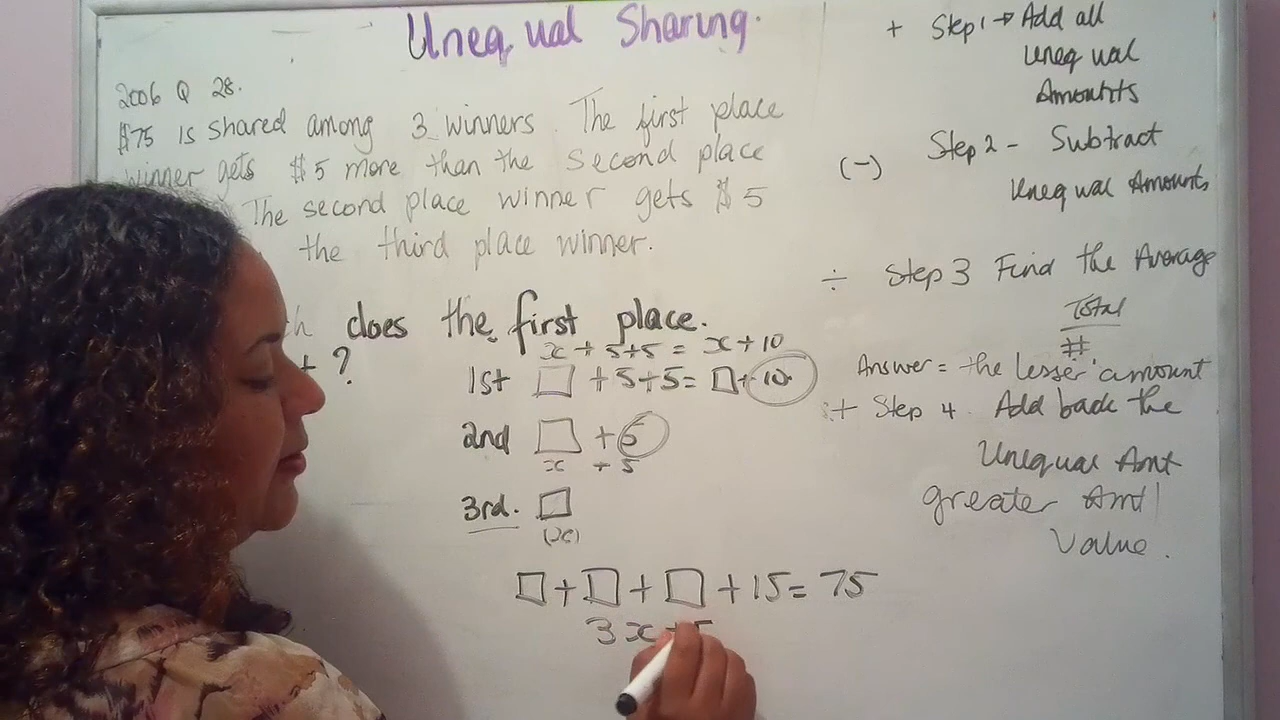 Unequal Sharing.
2006 Q 28.
$75 is shared among 3 winners. The first place
winner gets $5 more than the second place
The second place winner gets $5
the third place winner.
does the first place.
?
x + 5+5 = x+10
1st □ +5+5= □+10
2nd □ + 5
x + 5
3rd. □
(x)
□+□+□+15=75
3x
+ Step 1 → Add all
Unequal
Amounts
(-) Step 2 - Subtract
Unequal Amounts
÷ Step 3 Find the Average
Total
#
Answer = the lesser amount
+ Step 4. Add back the
Unequal Amt
greater Amt/
Value.